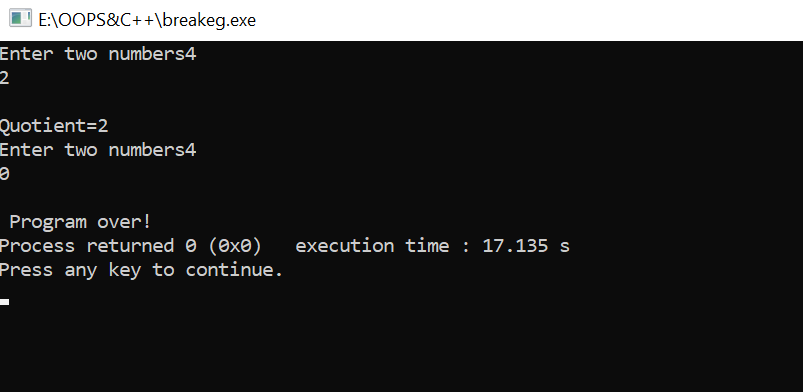 E:\OOPS&C++\breakeg.exe
Enter two numbers4
2
Quotient=2
Enter two numbers4
0
 Program over!
Process returned 0 (0x0)   execution time : 17.135 s
Press any key to continue.